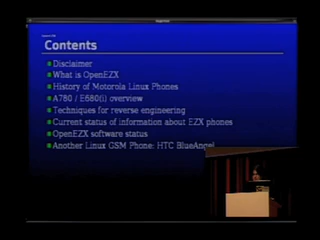 Contents
Disclaimer
What is OpenEZX
History of Motorola Linux Phones
A780 / E680(i) overview
Techniques for reverse engineering
Current status of information about EZX phones
OpenEZX software status
Another Linux GSM Phone: HTC BlueAngel